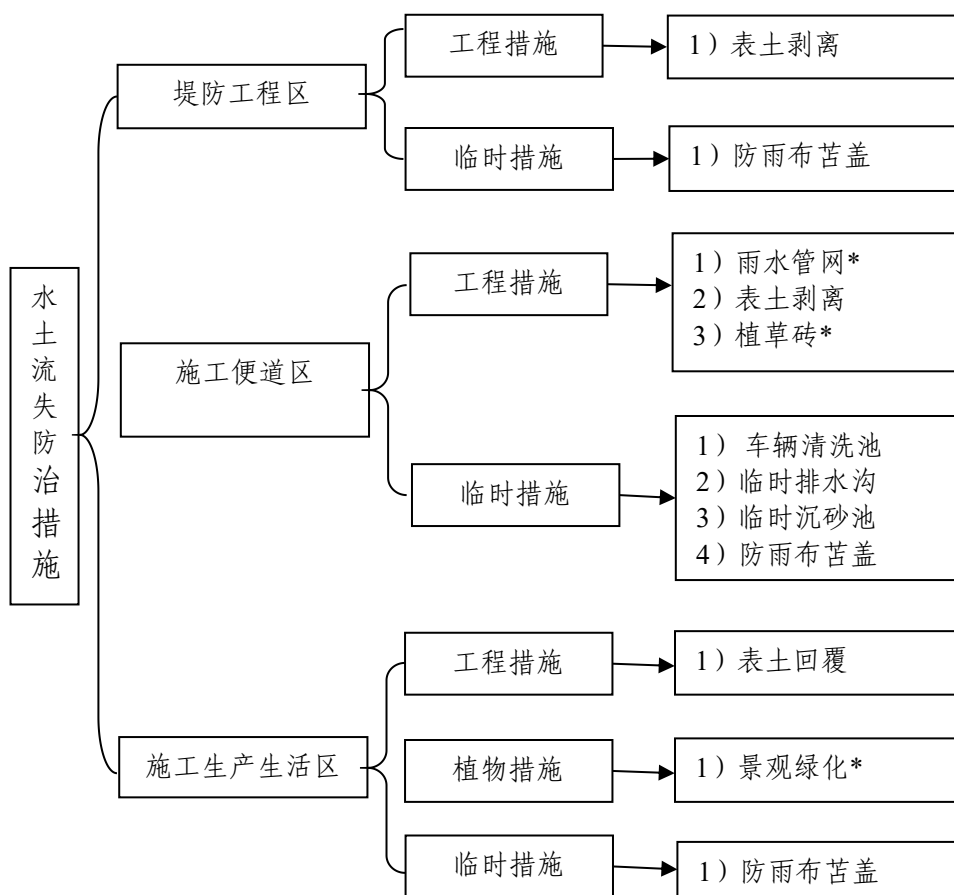 水土流失防治措施
堤防工程区
工程措施
1）表土剥离
临时措施
1）防雨布苫盖
施工便道区
工程措施
1）雨水管网*
2）表土剥离
3）植草砖*
临时措施
1） 车辆清洗池
2）临时排水沟
3）临时沉砂池
4）防雨布苫盖
施工生产生活区
工程措施
1）表土回覆
植物措施
1）景观绿化*
临时措施
1）防雨布苫盖